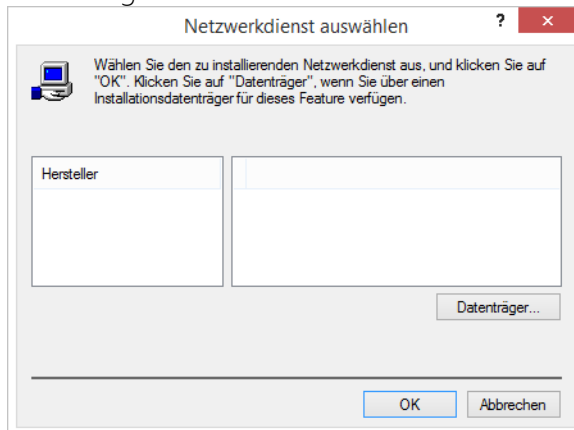 Netzwerkdienst auswählen
?
Wählen Sie den zu installierenden Netzwerkdienst aus, und klicken Sie auf
"OK". Klicken Sie auf "Datenträger", wenn Sie über einen
Installationsdatenträger für dieses Feature verfügen.
Hersteller
Datenträger...
OK
Abbrechen